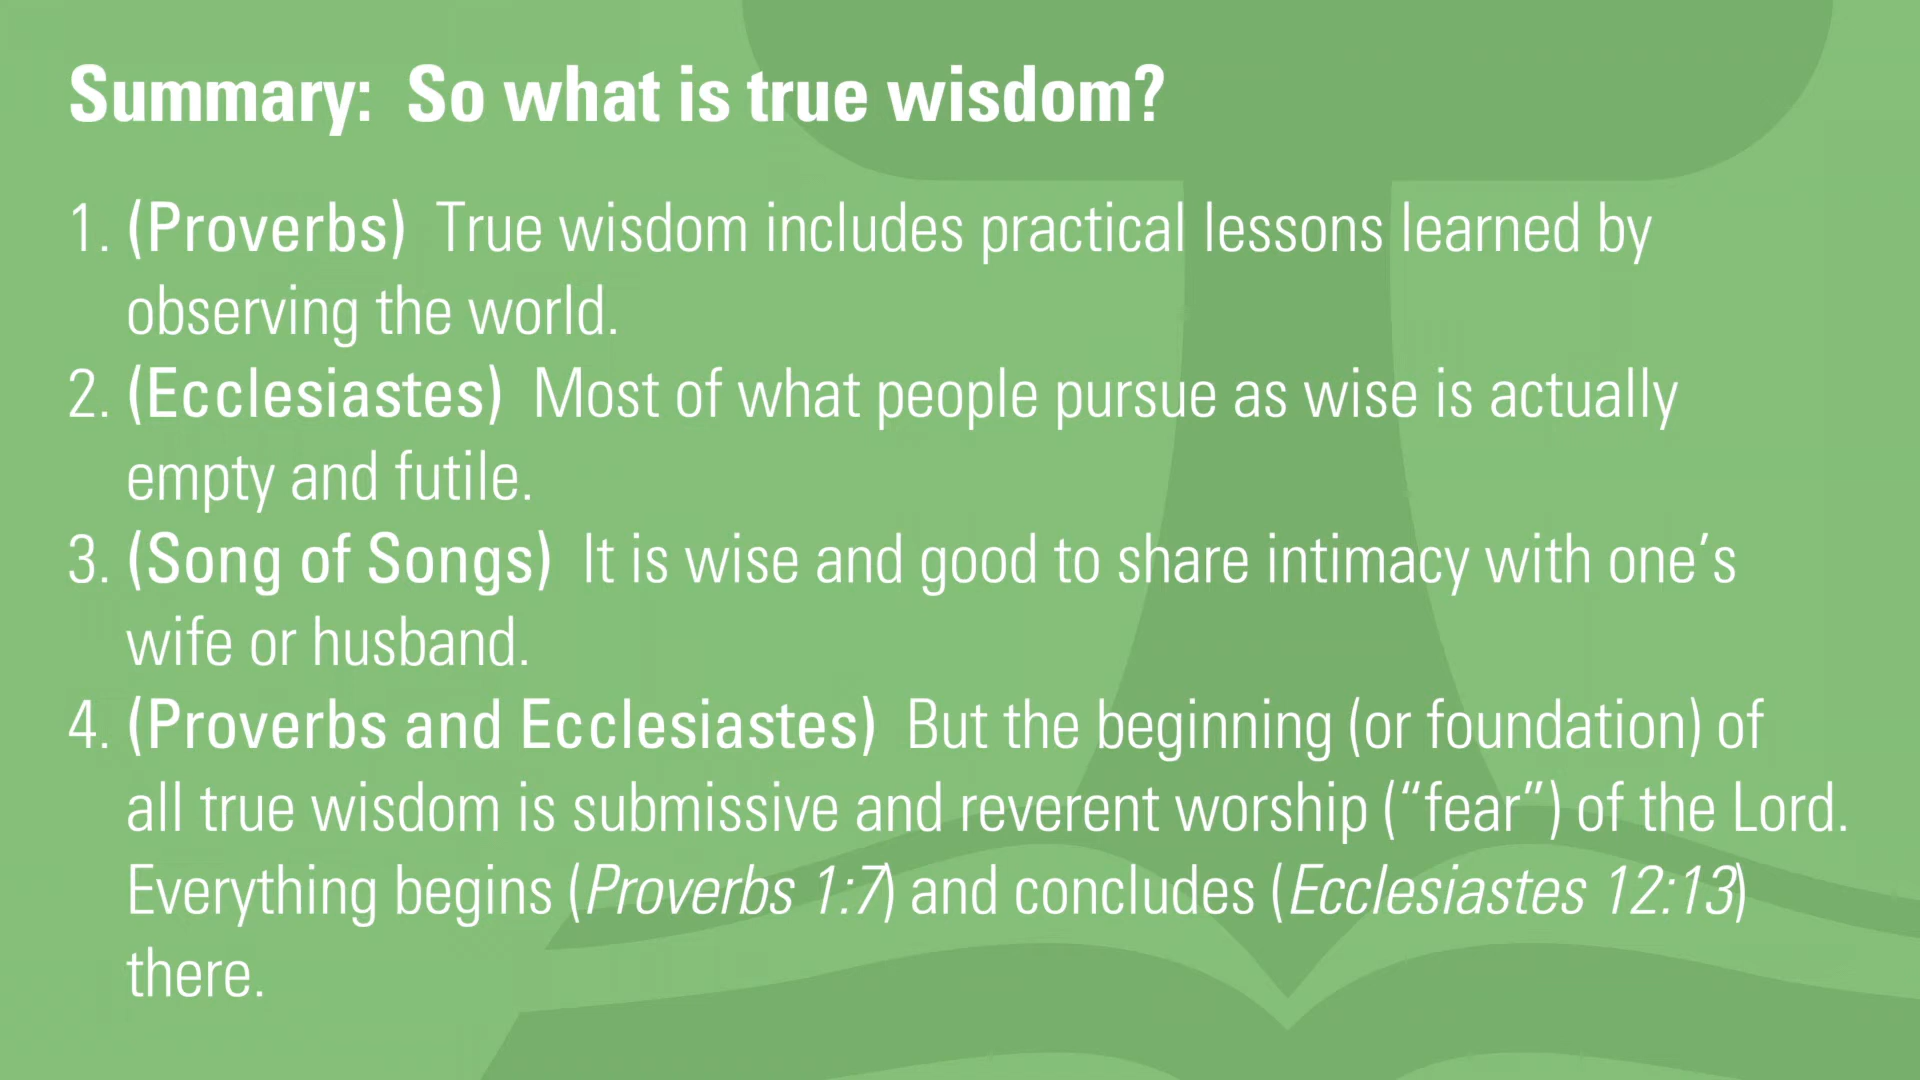 Summary:  So what is true wisdom?
1. (Proverbs)  True wisdom includes practical lessons learned by
observing the world.
2. (Ecclesiastes)  Most of what people pursue as wise is actually
empty and futile.
3. (Song of Songs)  It is wise and good to share intimacy with one’s
wife or husband.
4. (Proverbs and Ecclesiastes)  But the beginning (or foundation) of
all true wisdom is submissive and reverent worship (“fear”) of the Lord.
Everything begins (Proverbs 1:7) and concludes (Ecclesiastes 12:13)
there.